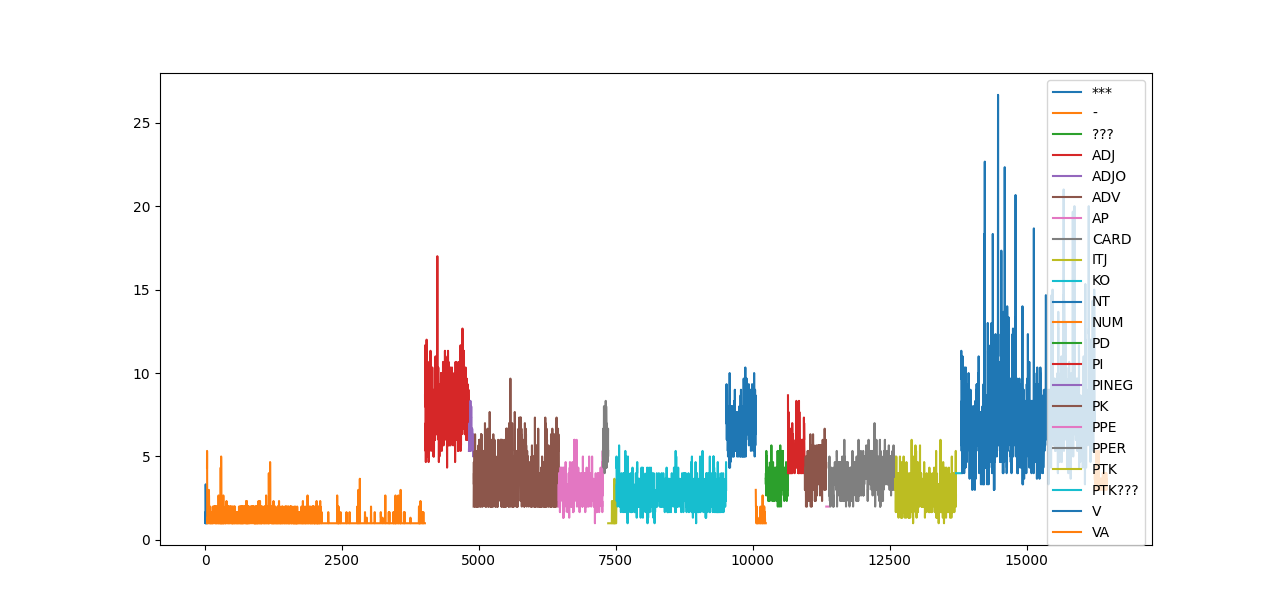 25
20
15
10
5
0
0 2500 5000 7500 10000 12500 15000
***
-
???
ADJ
ADJO
ADV
AP
CARD
ITJ
KO
NT
NUM
PD
PI
PINEG
PK
PPE
PPER
PTK
PTK???
V
VA